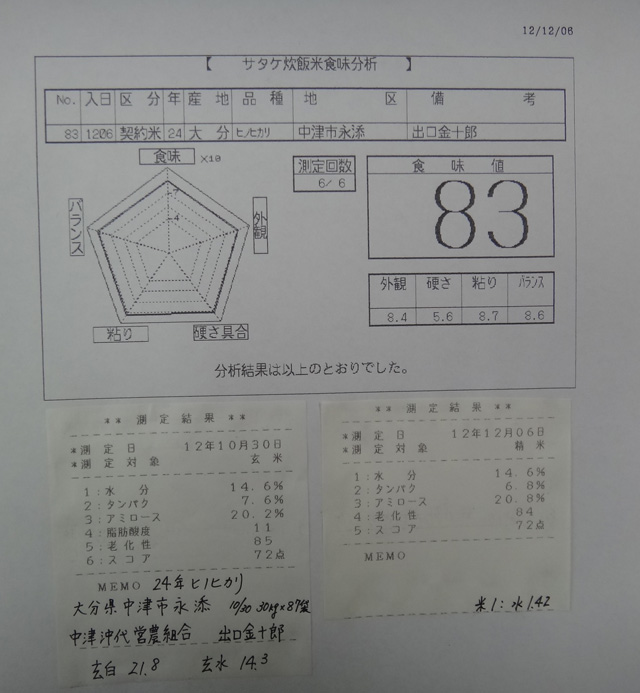 12/12/06
【 サタケ炊飯米食味分析 】
No. 入日 区分 年 産地 品種 地区 備考
83 1206 契約米 24 大分 ヒノヒカリ 中津市永添 出口金十郎
食味 ×10
バランス
外観
粘り
硬さ具合
4
測定回数
6/ 6
食味値
83
外観 硬さ 粘り バランス
8.4 5.6 8.7 8.6
分析結果は以上のとおりでした。
** 測定結果 **
*測定日 12年10月30日
*測定対象 玄米
1:水分 14.6%
2:タンパク 7.6%
3:アミロース 20.2%
4:脂肪酸度 11
5:老化性 85
6:スコア 72点
MEMO 24年ヒノヒカリ
大分県中津市永添 10/20 30kg×87袋
中津沖代営農組合 出口金十郎
玄白 21.8 玄水 14.3
** 測定結果 **
*測定日 12年12月06日
*測定対象 精米
1:水分 14.6%
2:タンパク 6.8%
3:アミロース 20.8%
4:老化性 84
5:スコア 72点
MEMO
米1:水1.42